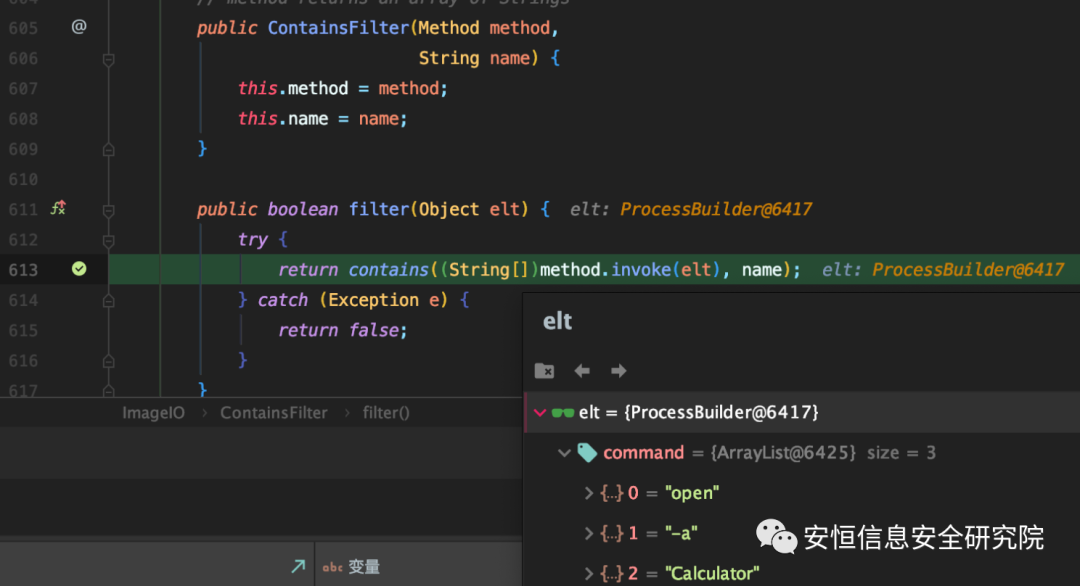 604 // method returns an array of Strings
605 @ public ContainsFilter(Method method,
606 String name) {
607 this.method = method;
608 this.name = name;
609 }
610
611 public boolean filter(Object elt) { elt: ProcessBuilder@6417
612 try {
613 return contains((String[])method.invoke(elt), name); elt: ProcessBuilder@6417
614 } catch (Exception e) {
615 return false;
616 }
617 }
ImageIO › ContainsFilter › filter()
elt
elt = {ProcessBuilder@6417}
command = {ArrayList@6425} size = 3
{...} 0 = "open"
{...} 1 = "-a"
{...} 2 = "Calculator"
安恒信息安全研究院
abc 变量